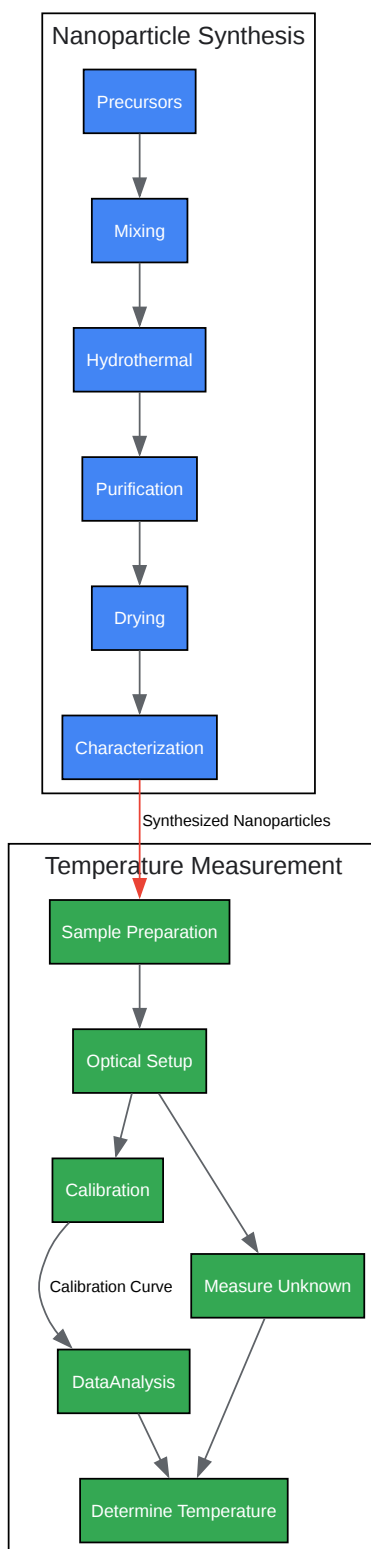 Nanoparticle Synthesis
Precursors
Mixing
Hydrothermal
Purification
Drying
Characterization
Synthesized Nanoparticles
Temperature Measurement
Sample Preparation
Optical Setup
Calibration
Measure Unknown
Calibration Curve
DataAnalysis
Determine Temperature